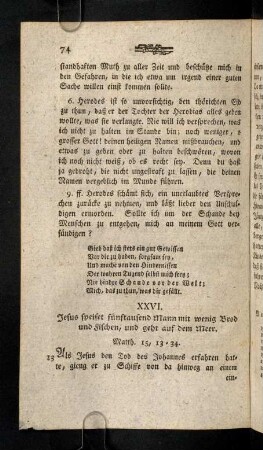 74
standhaften Muth zu aller Zeit und beschütze mich in
den Gefahren, in die ich etwa um irgend einer guten
Sache willen einst kommen sollte.
6. Herodes ist so unvorsichtig, den thörichten Eid
zu thun, daß er der Tochter der Herodias alles geben
wollte, was sie verlangte. Nie will ich versprechen, was
ich nicht zu halten im Stande bin; noch weniger, o
grosser Gott! deinen heiligen Namen mißbrauchen, und
etwas zu geben oder zu halten beschwören, wovon
ich noch nicht weiß, ob es recht sey. Denn du hast
ja gedroht, die nicht ungestraft zu lassen, die deinen
Namen vergeblich im Munde führen.
9. ff. Herodes schämt sich, unerlaubtes Verspre-
chen zurücke zu nehmen, und läßt lieber den Unschul-
digen ermorden. Sollte ich um der Schande bey
Menschen zu entgehen, mich an meinem Gott ver-
sündigen?
Gieb daß ich stets ein gut Gewissen
Vor dir zu haben, sorgsam sey,
Und mache von den Hindernissen
Der wahren Tugend selbst mich frey;
Nie hindre Schande vor der Welt;
Mich, das zu thun, was dir gefällt.
XXVI.
Jesus speiset fünftausend Mann mit wenig Brod
und Fischen, und geht auf dem Meer.
Matth. 15, 13-34.
13 Als Jesus den Tod des Johannes erfahren hat-
te, gieng er zu Schiffe von da hinweg an einem
ein-